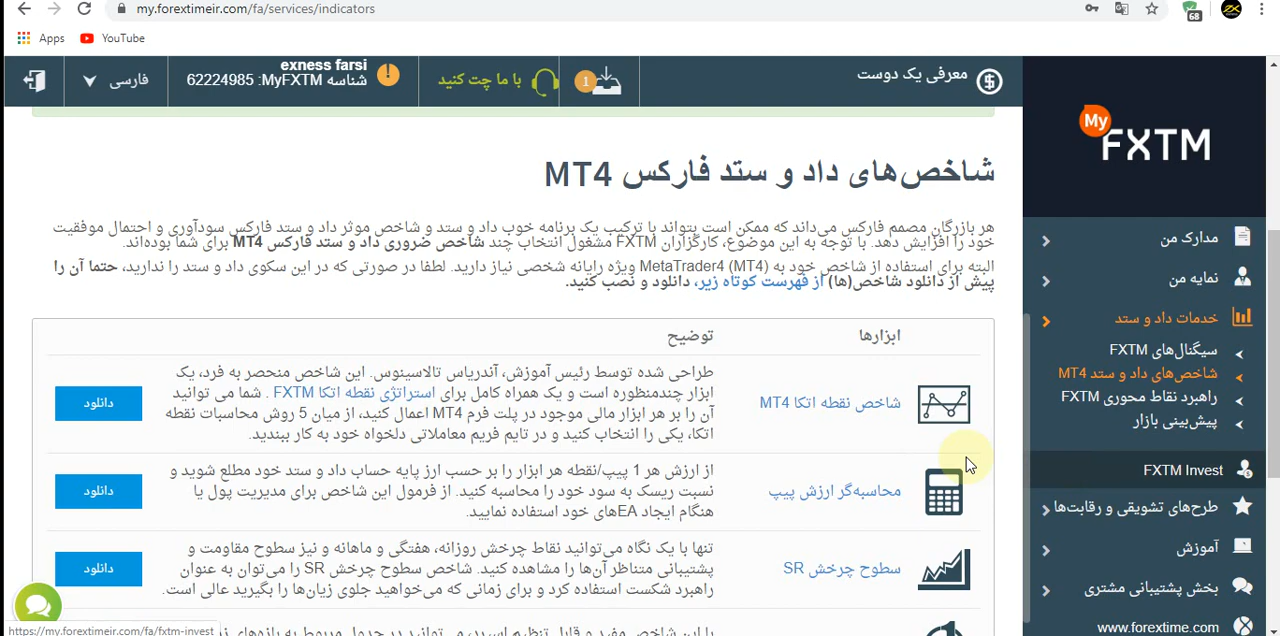 my.forextimeir.com/fa/services/indicators
68
Apps
YouTube
معرفی یک دوست
1
با ما چت کنید
exness farsi
شناسه MyFXTM: 62224985
فارسی
My
FXTM
مدارک من
نمایه من
خدمات داد و ستد
سیگنال‌های FXTM
شاخص‌های داد و ستد MT4
راهبرد نقاط محوری FXTM
پیش‌بینی بازار
FXTM Invest
طرح‌های تشویقی و رقابت‌ها
آموزش
بخش پشتیبانی مشتری
www.forextime.com
شاخص‌های داد و ستد فارکس MT4
هر بازرگان مصمم فارکس می‌داند که ممکن است بتواند با ترکیب یک برنامه خوب داد و ستد و شاخص موثر داد و ستد فارکس سودآوری و احتمال موفقیت
خود را افزایش دهد. با توجه به این موضوع، کارگزاران FXTM مشغول انتخاب چند شاخص ضروری داد و ستد فارکس MT4 برای شما بوده‌اند.
البته برای استفاده از شاخص خود به MetaTrader4 (MT4) ویژه رایانه شخصی نیاز دارید. لطفا در صورتی که در این سکوی داد و ستد را ندارید، حتما آن را
پیش از دانلود شاخص(ها) از فهرست کوتاه زیر، دانلود و نصب کنید.
ابزارها
توضیح
شاخص نقطه اتکا MT4
طراحی شده توسط رئیس آموزش، آندریاس تالاسینوس. این شاخص منحصر به فرد، یک
ابزار چندمنظوره است و یک همراه کامل برای استراتژی نقطه اتکا FXTM . شما می توانید
آن را بر هر ابزار مالی موجود در پلت فرم MT4 اعمال کنید، از میان 5 روش محاسبات نقطه
اتکا، یکی را انتخاب کنید و در تایم فریم معاملاتی دلخواه خود به کار ببندید.
دانلود
محاسبه‌گر ارزش پیپ
از ارزش هر 1 پیپ/نقطه هر ابزار را بر حسب ارز پایه حساب داد و ستد خود مطلع شوید و
نسبت ریسک به سود خود را محاسبه کنید. از فرمول این شاخص برای مدیریت پول یا
هنگام ایجاد EAهای خود استفاده نمایید.
دانلود
سطوح چرخش SR
تنها با یک نگاه می‌توانید نقاط چرخش روزانه، هفتگی و ماهانه و نیز سطوح مقاومت و
پشتیبانی متناظر آن‌ها را مشاهده کنید. شاخص سطوح چرخش SR را می‌توان به عنوان
راهبرد شکست استفاده کرد و برای زمانی که می‌خواهید جلوی زیان‌ها را بگیرید عالی است.
دانلود
https://my.forextimeir.com/fa/fxtm-invest